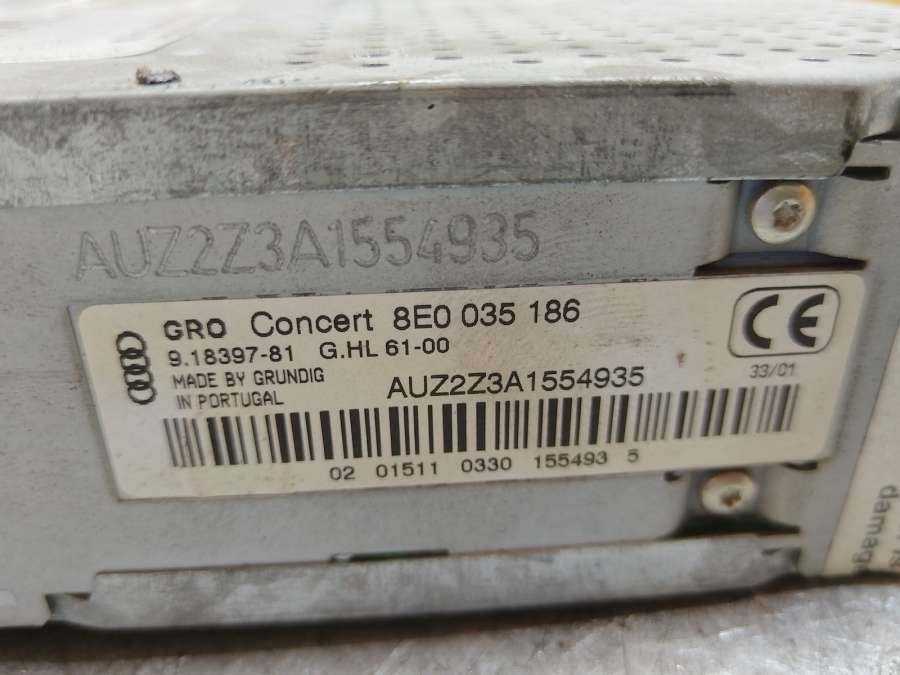 AUZ2Z3A1554935
GRO Concert 8E0 035 186
9.18397-81 G.HL 61-00
MADE BY GRUNDIG
IN PORTUGAL
AUZ2Z3A1554935
CE
33/01
02 01511 0330 155493 5
damag